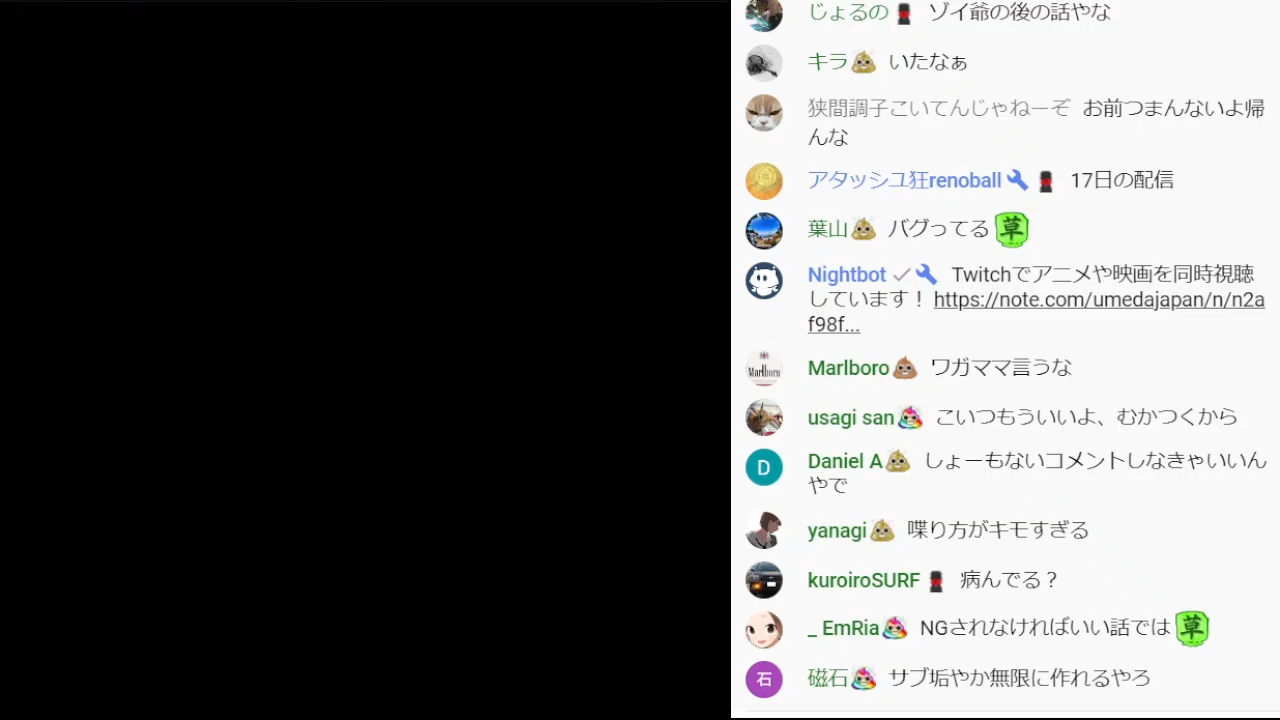 じょるの ゾイ爺の後の話やな
キラ いたなぁ
狭間調子こいてんじゃねーぞ お前つまんないよ帰
んな
アタッシユ狂renoball 17日の配信
葉山 バグってる 草
Nightbot Twitchでアニメや映画を同時視聴
しています！ https://note.com/umedajapan/n/n2a
f98f...
Marlboro
Marlboro ワガママ言うな
usagi san こいつもういいよ、むかつくから
D Daniel A しょーもないコメントしなきゃいいん
やで
yanagi 喋り方がキモすぎる
kuroiroSURF 病んでる？
_ EmRia NGされなければいい話では 草
石 磁石 サブ垢やか無限に作れるやろ